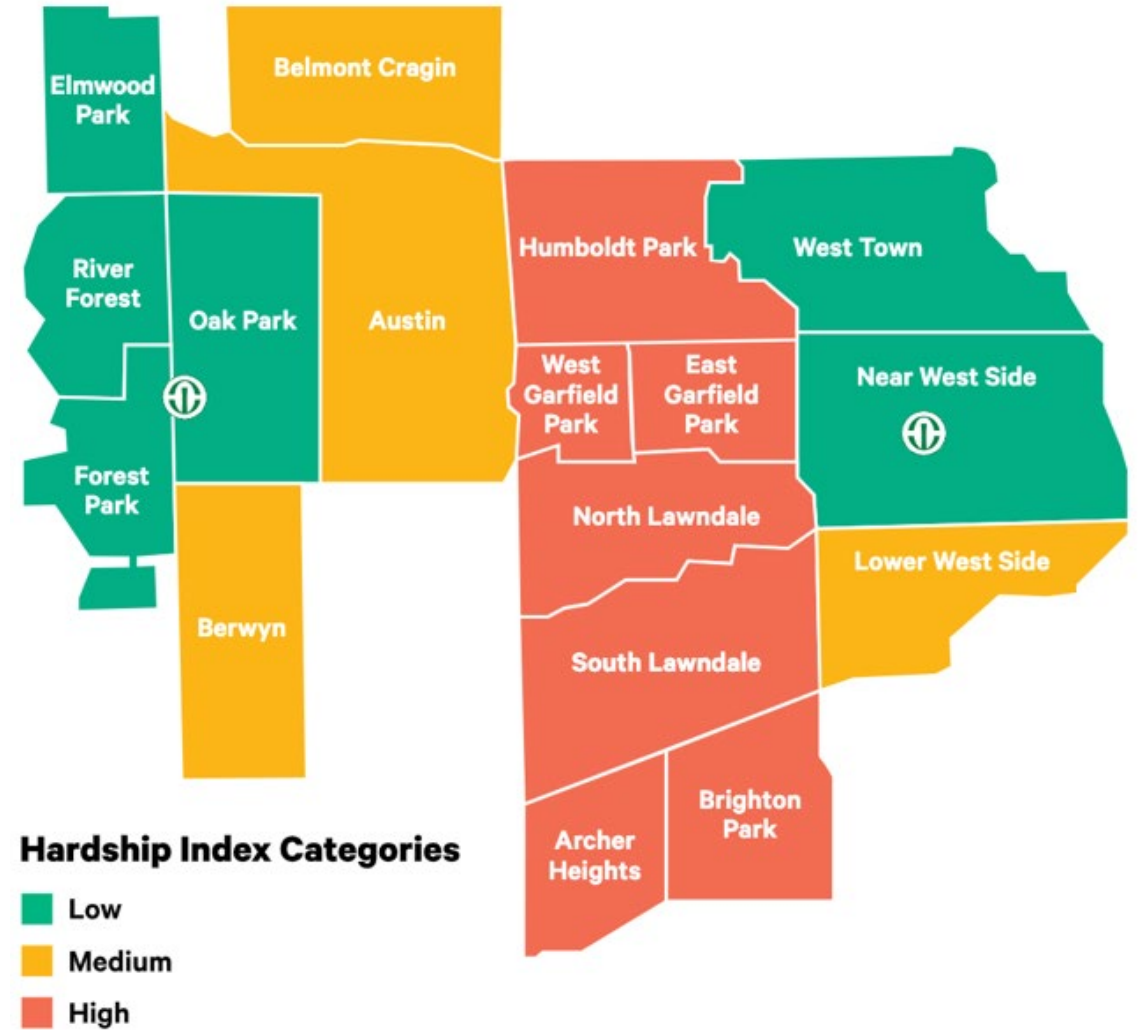 Elmwood
Park
Belmont Cragin
River
Forest
Oak Park
Austin
Humboldt Park
West Town
West
Garfield
Park
East
Garfield
Park
Near West Side
Forest
Park
North Lawndale
Lower West Side
Berwyn
South Lawndale
Brighton
Park
Archer
Heights
Hardship Index Categories
Low
Medium
High